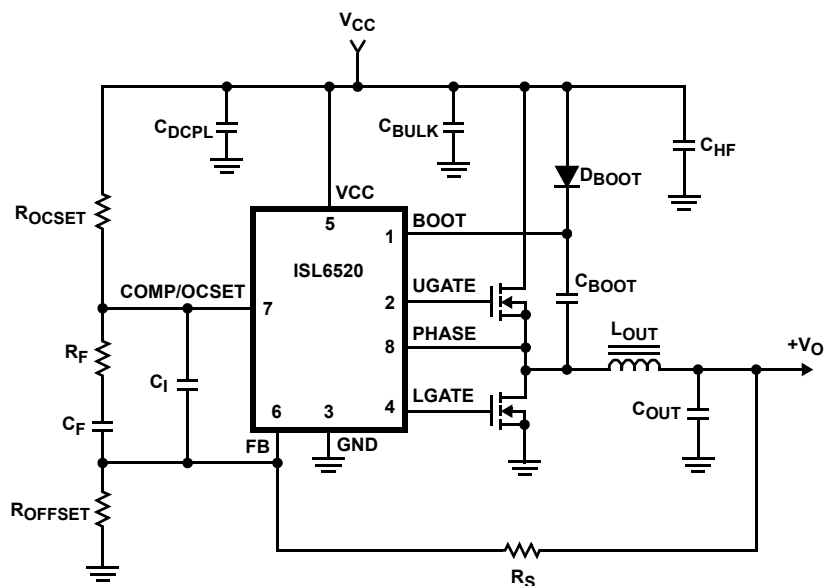 VCC
CDCPL
CBULK
CHF
DBOOT
ROCSET
VCC
5
BOOT
1
ISL6520
CBOOT
COMP/OCSET
7
UGATE
2
LOUT
+VO
RF
PHASE
8
CI
LGATE
4
COUT
CF
6
3
FB
GND
ROFFSET
RS